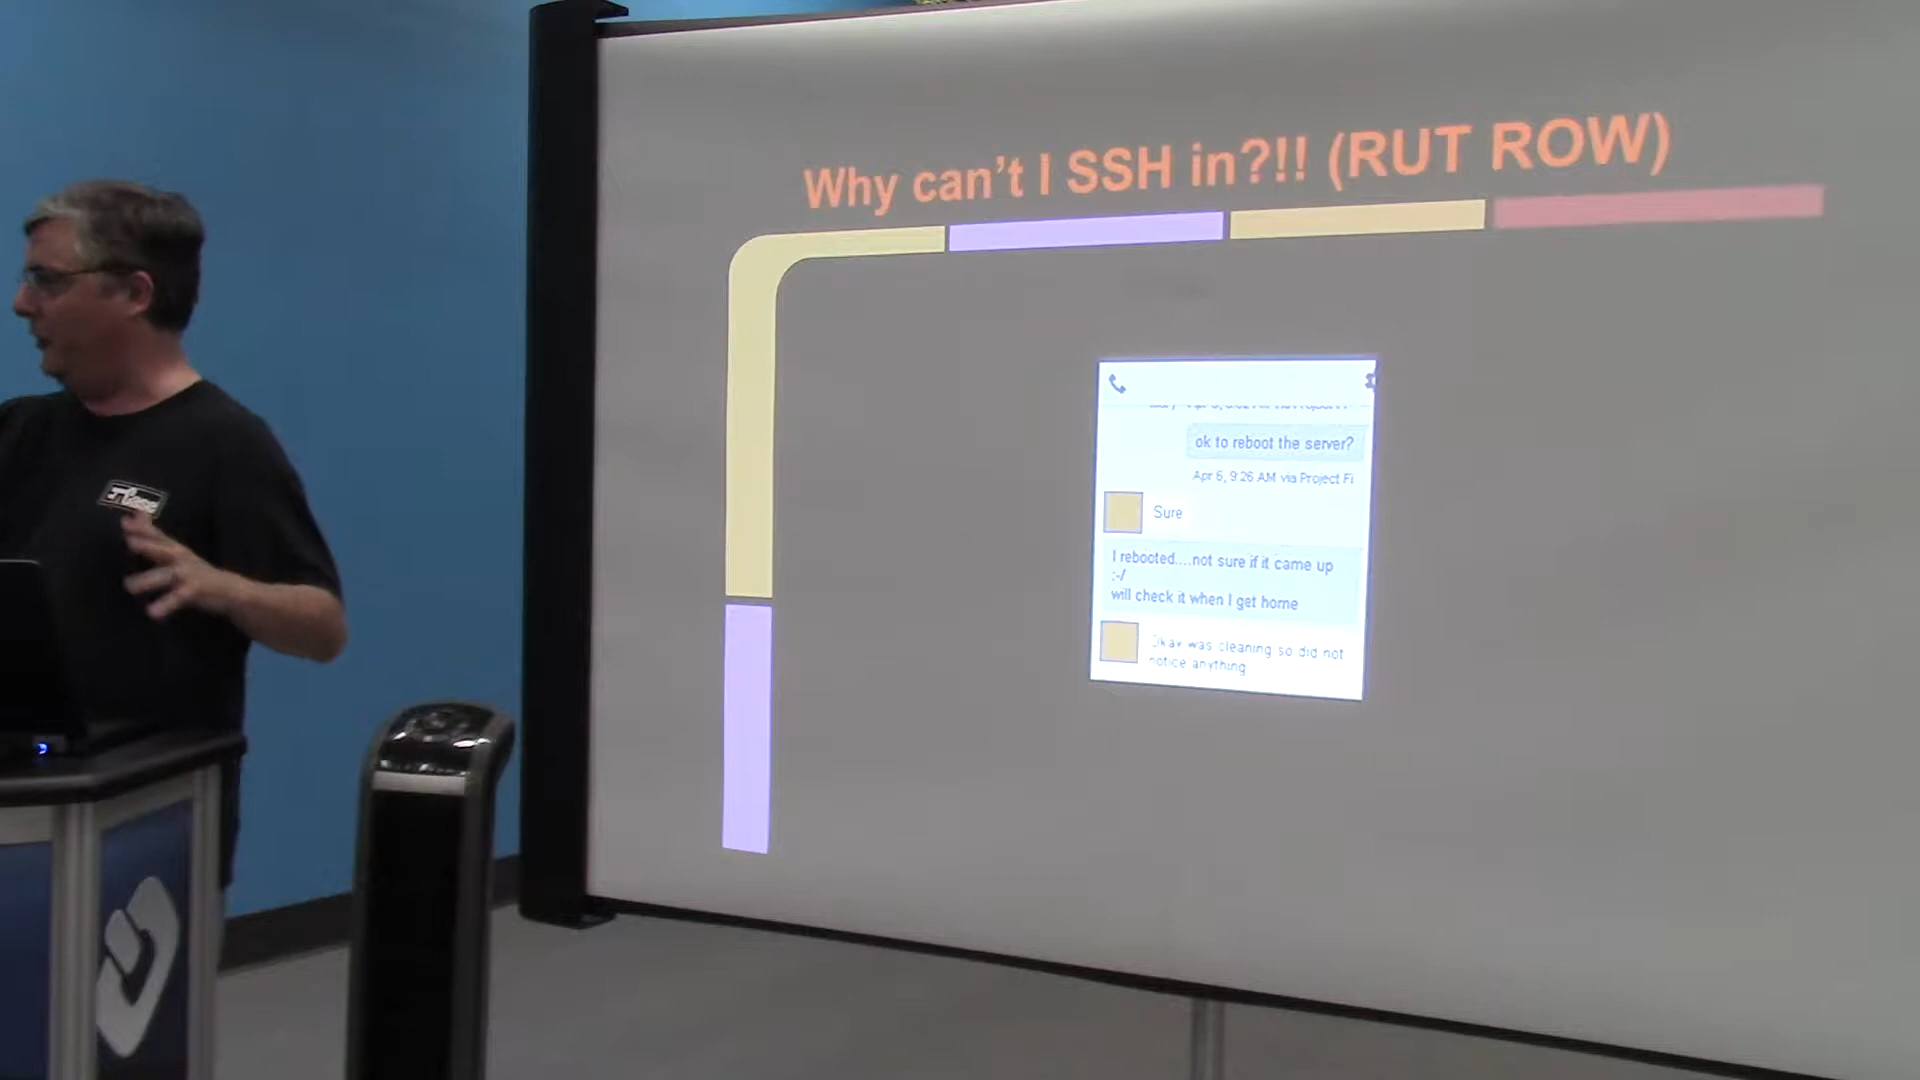 Why can't I SSH in?!! (RUT ROW)
ok to reboot the server?
Apr 6, 9:26 AM via Project Fi
Sure
I rebooted....not sure if it came up
:-/
will check it when I get home
Okay was cleaning so did not
notice anything